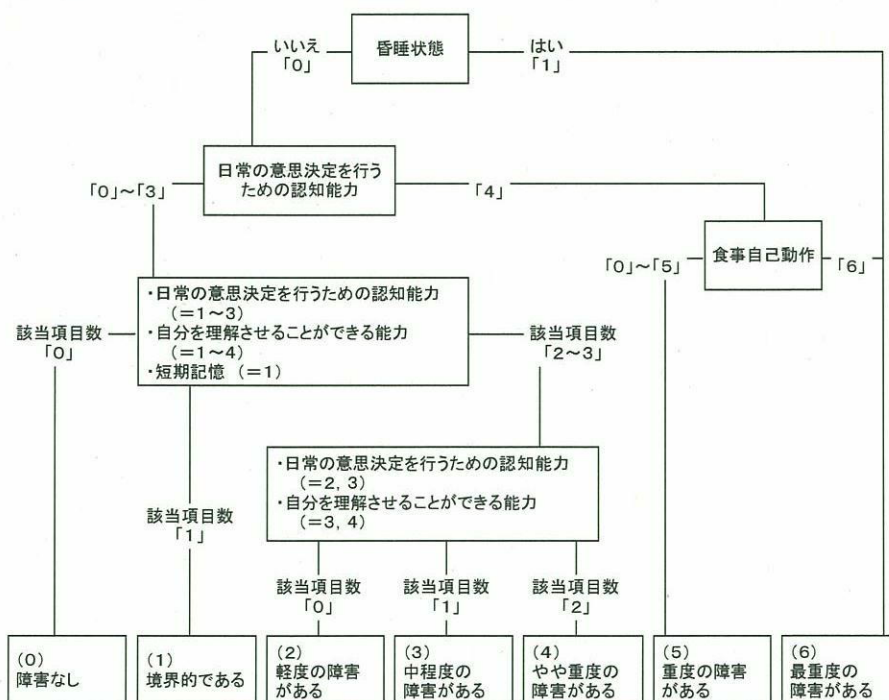 昏睡状態
いいえ
「0」
はい
「1」
日常の意思決定を行う
ための認知能力
「0」～「3」
「4」
食事自己動作
「0」～「5」
「6」
・日常の意思決定を行うための認知能力
（＝1～3）
・自分を理解させることができる能力
（＝1～4）
・短期記憶（＝1）
該当項目数
「0」
該当項目数
「2～3」
・日常の意思決定を行うための認知能力
（＝2, 3）
・自分を理解させることができる能力
（＝3, 4）
該当項目数
「1」
該当項目数
「0」
該当項目数
「1」
該当項目数
「2」
(0)
障害なし
(1)
境界的である
(2)
軽度の障害
がある
(3)
中程度の
障害がある
(4)
やや重度の
障害がある
(5)
重度の障害
がある
(6)
最重度の
障害がある